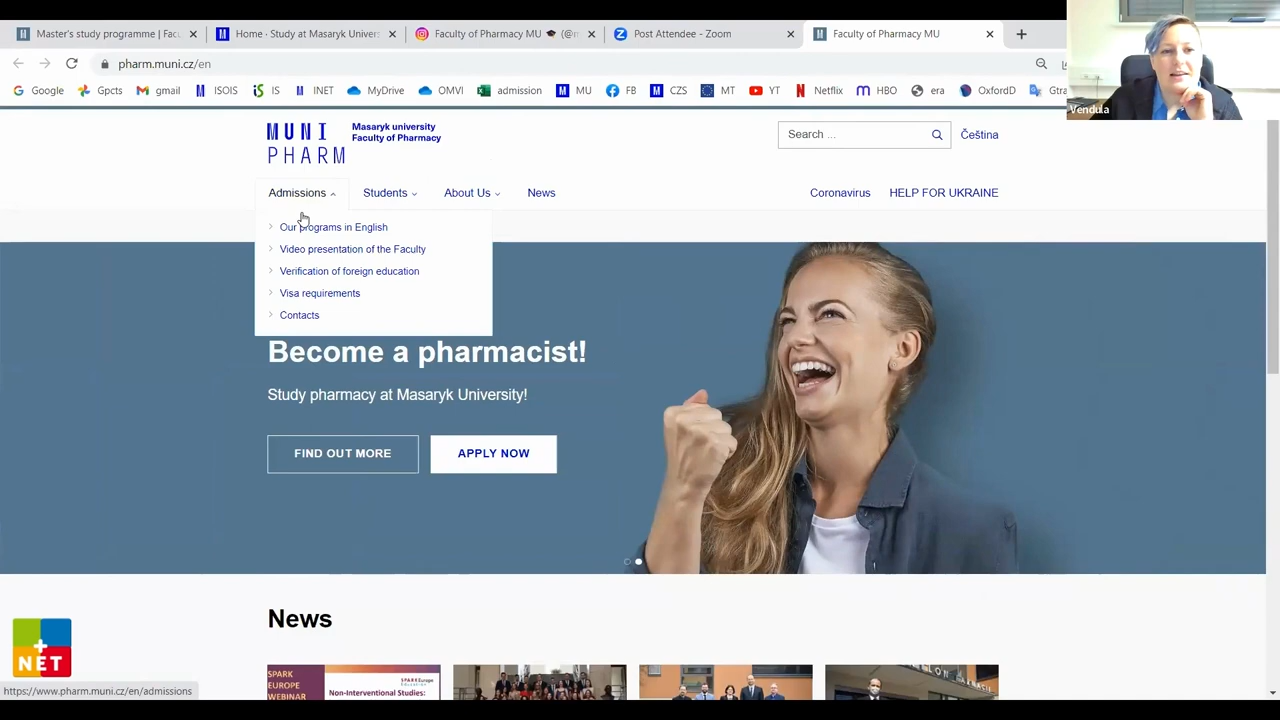 Master's study programme | Facu
Home · Study at Masaryk Univers
Faculty of Pharmacy MU 🎓 (@m
Post Attendee - Zoom
Faculty of Pharmacy MU
pharm.muni.cz/en
Google
Gpcts
gmail
ISOIS
IS
INET
MyDrive
OMVI
admission
MU
FB
CZS
MT
YT
Netflix
HBO
era
OxfordD
Gtra
Vendula
MUNI
PHARM
Masaryk university
Faculty of Pharmacy
Search ...
Čeština
Admissions
Students
About Us
News
Coronavirus
HELP FOR UKRAINE
Our programs in English
Video presentation of the Faculty
Verification of foreign education
Visa requirements
Contacts
Become a pharmacist!
Study pharmacy at Masaryk University!
FIND OUT MORE
APPLY NOW
News
SPARK
EUROPE
WEBINAR
SPARKEurope
Non-Interventional Studies:
+
NET
https://www.pharm.muni.cz/en/admissions